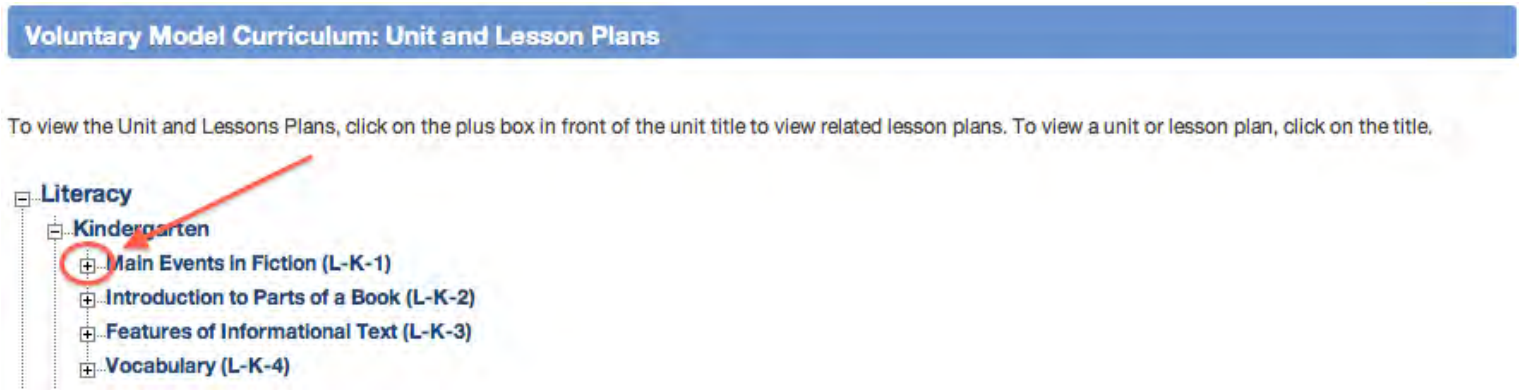 Voluntary Model Curriculum: Unit and Lesson Plans
To view the Unit and Lessons Plans, click on the plus box in front of the unit title to view related lesson plans. To view a unit or lesson plan, click on the title.
Literacy
Kindergarten
Main Events in Fiction (L-K-1)
Introduction to Parts of a Book (L-K-2)
Features of Informational Text (L-K-3)
Vocabulary (L-K-4)